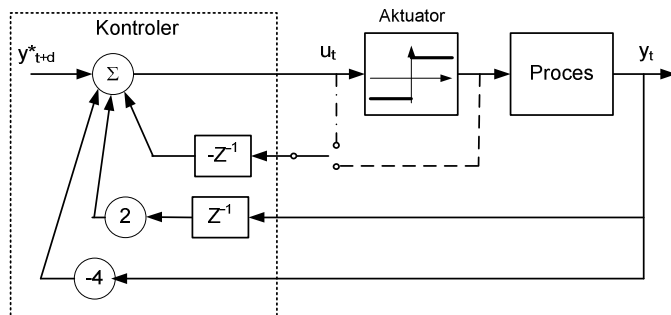 Kontroler
Aktuator
y*t+d
Σ
ut
Proces
yt
-Z⁻¹
2
Z⁻¹
-4